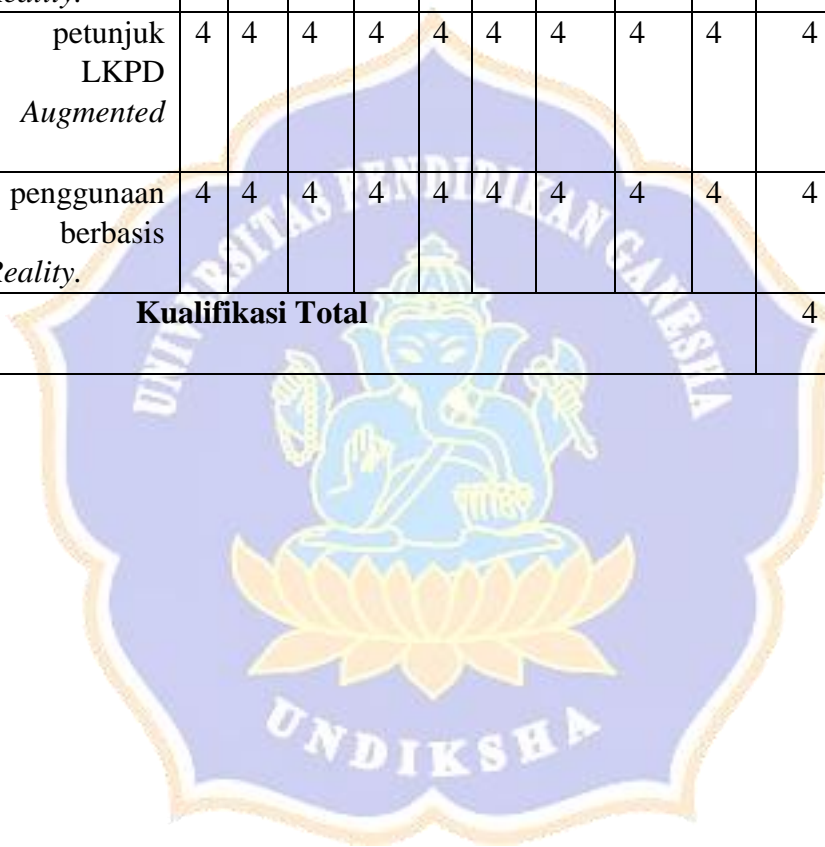 eality.
petunjuk 4 4 4 4 4 4 4 4 4 4
LKPD
Augmented
penggunaan 4 4 4 4 4 4 4 4 4 4
berbasis
Reality.
Kualifikasi Total 4
UNIVERSITAS PENDIDIKAN GANESHA
UNDIKSHA